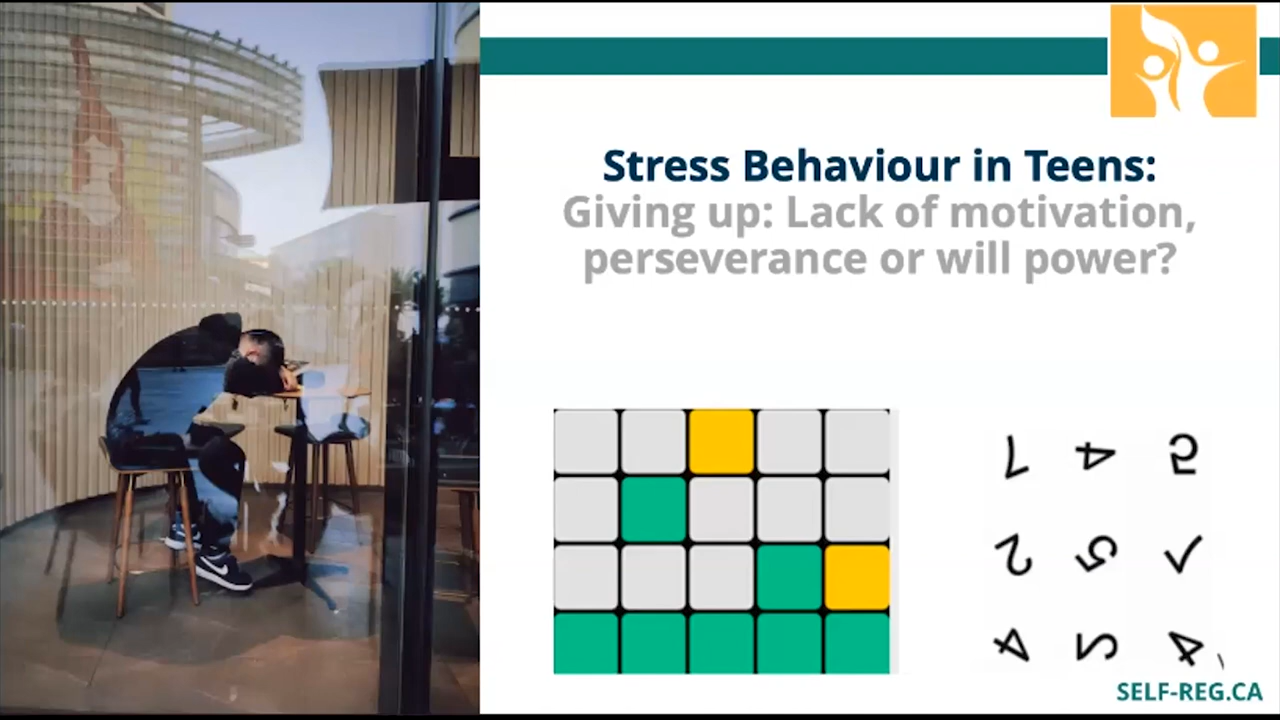 Stress Behaviour in Teens:
Giving up: Lack of motivation,
perseverance or will power?
SELF-REG.CA